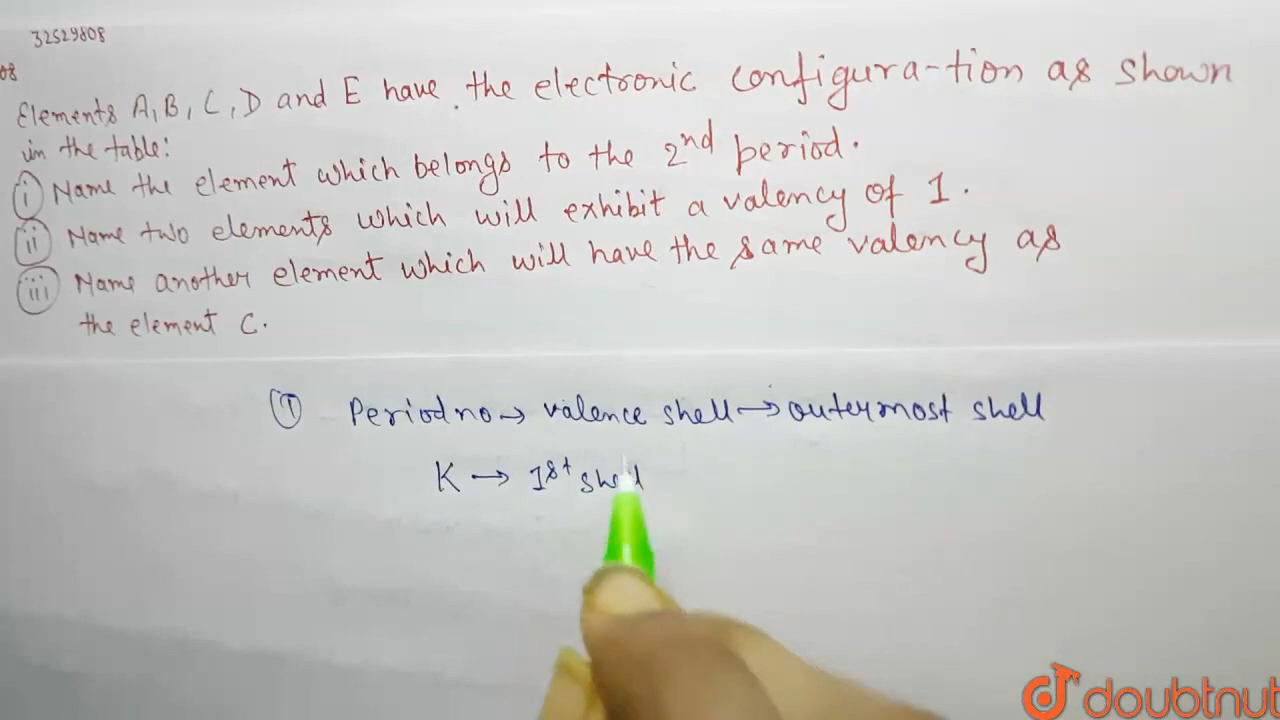 32529808
08
Elements A, B, C, D and E have the electronic configura-tion as shown
in the table:
(i) Name the element which belongs to the 2nd period.
(ii) Name two elements which will exhibit a valency of 1.
(iii) Name another element which will have the same valency as
the element C.
(I) Period no → valence shell → outermost shell
K → 1st shell
doubtnut